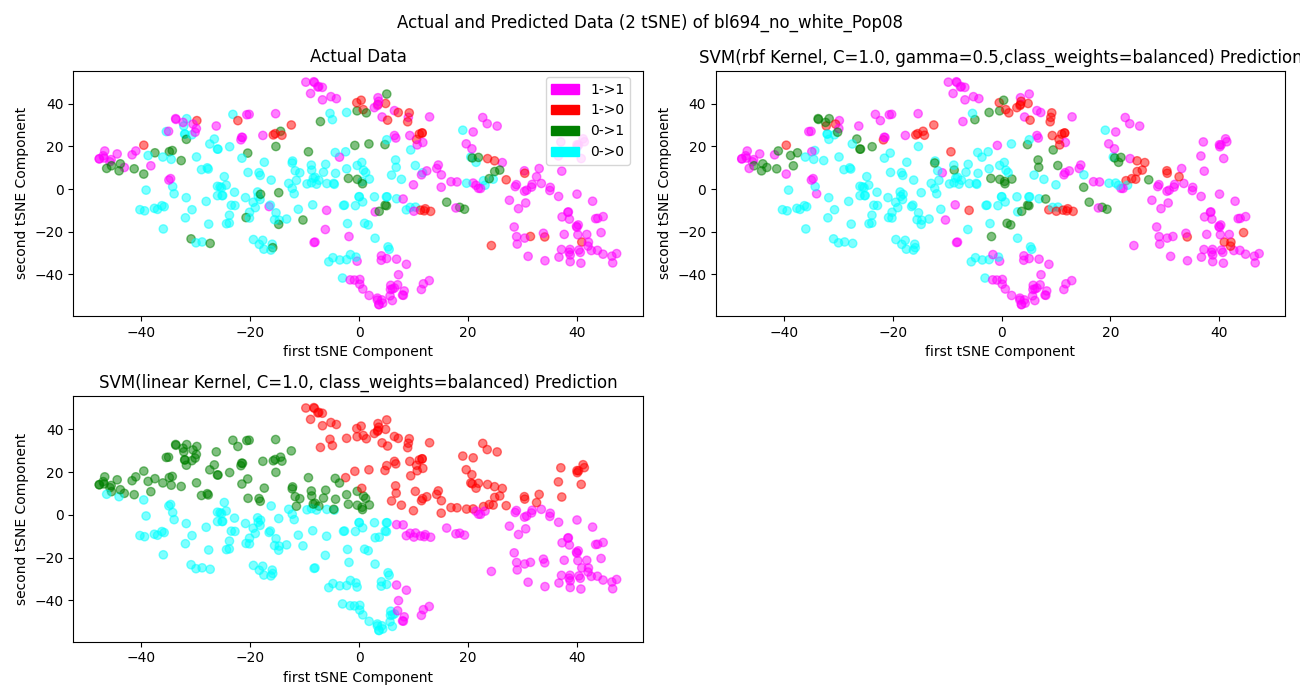 Actual and Predicted Data (2 tSNE) of bl694_no_white_Pop08
Actual Data
40
20
0
−20
−40
−40 −20 0 20 40
second tSNE Component
first tSNE Component
1->1
1->0
0->1
0->0
SVM(rbf Kernel, C=1.0, gamma=0.5,class_weights=balanced) Prediction
40
20
0
−20
−40
−40 −20 0 20 40
second tSNE Component
first tSNE Component
SVM(linear Kernel, C=1.0, class_weights=balanced) Prediction
40
20
0
−20
−40
−40 −20 0 20 40
second tSNE Component
first tSNE Component